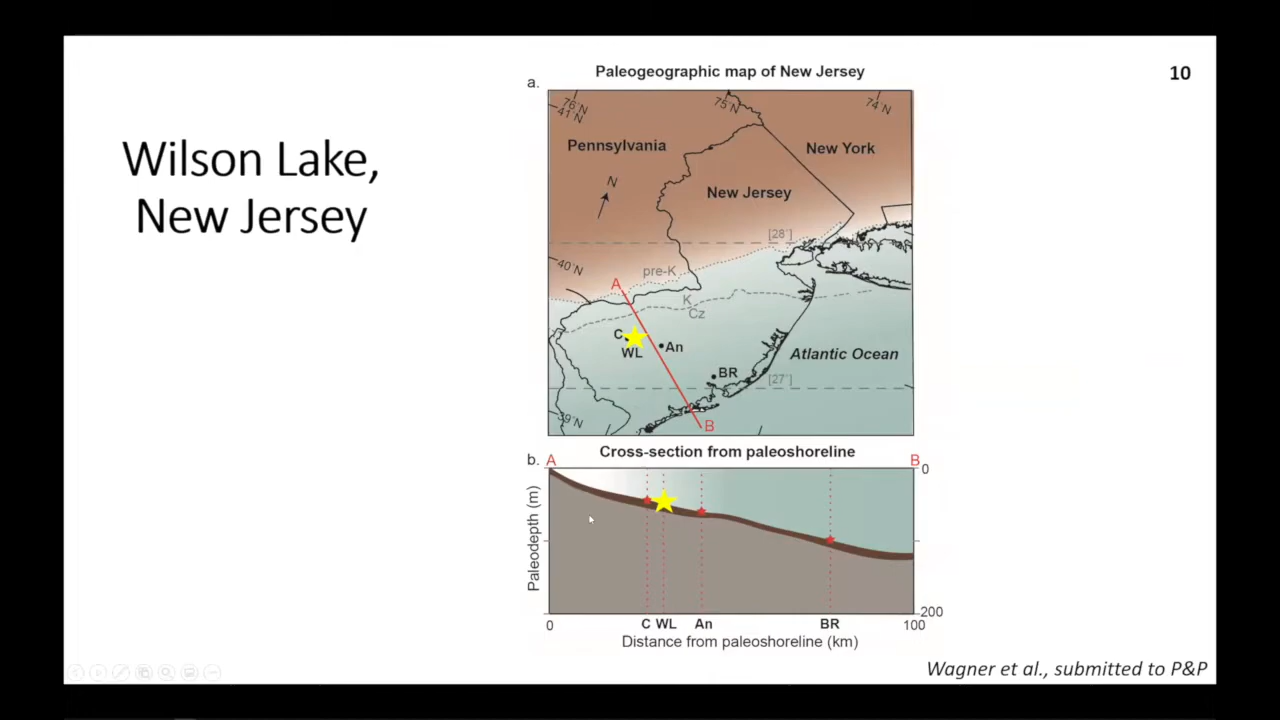 10
Wilson Lake,
New Jersey
Paleogeographic map of New Jersey
a.
76°N
41°N
75°N
74°N
Pennsylvania
New York
N
New Jersey
[28°]
40°N
pre-K
A
K
Cz
C
WL
An
Atlantic Ocean
BR
[27°]
39°N
B
Cross-section from paleoshoreline
b.
A
B
0
Paleodepth (m)
200
C WL An BR
0
100
Distance from paleoshoreline (km)
Wagner et al., submitted to P&P